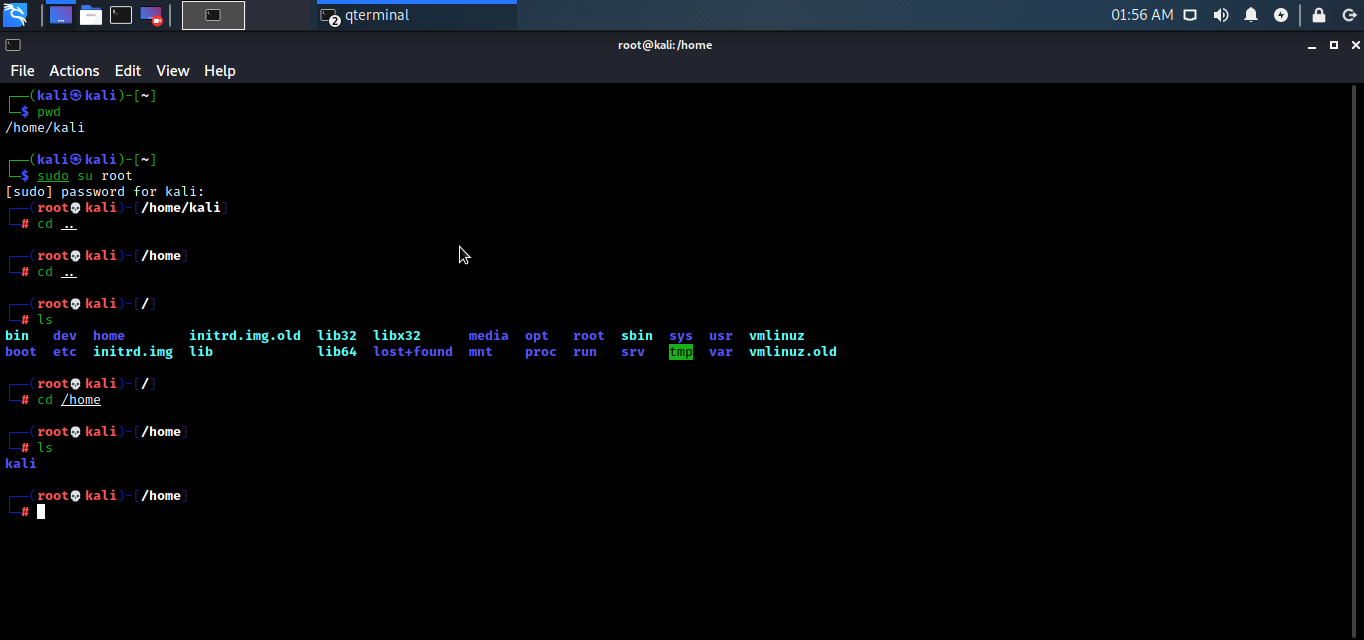 2 qterminal 01:56 AM
root@kali:/home
File Actions Edit View Help
┌──(kali㉿kali)-[~]
└─$ pwd
/home/kali
┌──(kali㉿kali)-[~]
└─$ sudo su root
[sudo] password for kali:
┌──(root💀kali)-[/home/kali]
└─# cd ..
┌──(root💀kali)-[/home]
└─# cd ..
┌──(root💀kali)-[/]
└─# ls
bin dev home initrd.img.old lib32 libx32 media opt root sbin sys usr vmlinuz
boot etc initrd.img lib lib64 lost+found mnt proc run srv tmp var vmlinuz.old
┌──(root💀kali)-[/]
└─# cd /home
┌──(root💀kali)-[/home]
└─# ls
kali
┌──(root💀kali)-[/home]
└─#